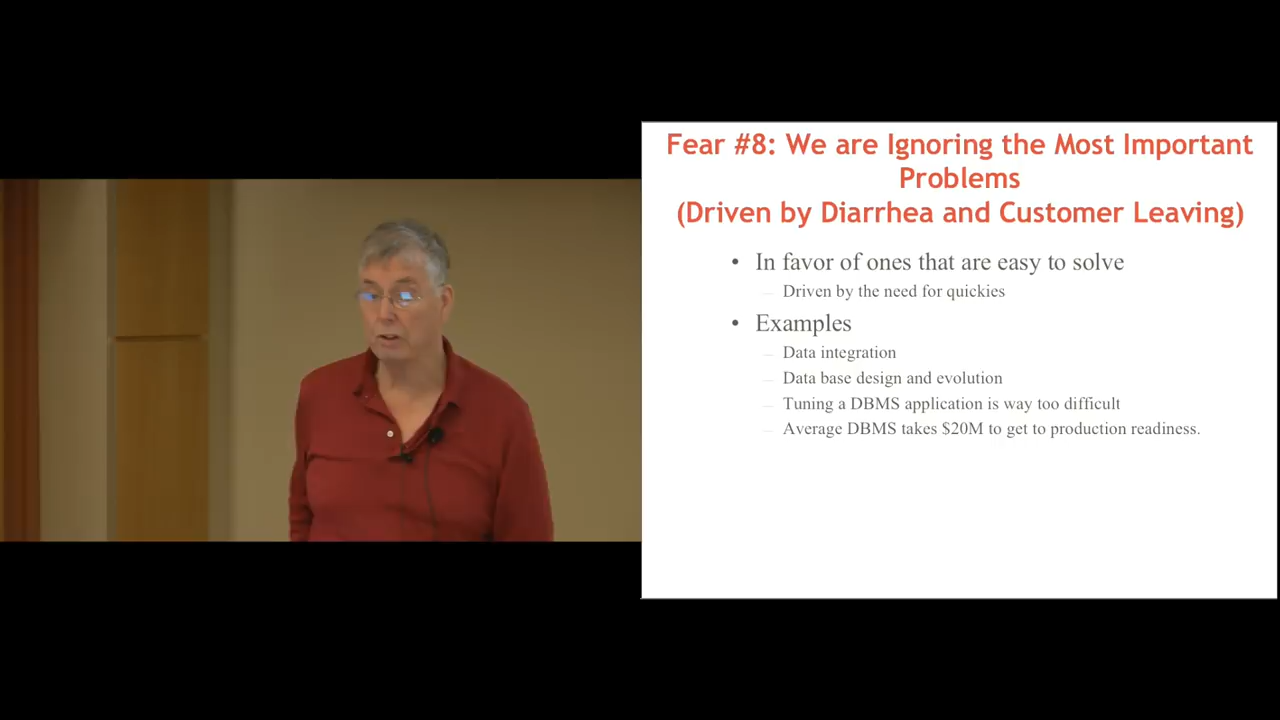 Fear #8: We are Ignoring the Most Important
Problems
(Driven by Diarrhea and Customer Leaving)
• In favor of ones that are easy to solve
– Driven by the need for quickies
• Examples
– Data integration
– Data base design and evolution
– Tuning a DBMS application is way too difficult
– Average DBMS takes $20M to get to production readiness.